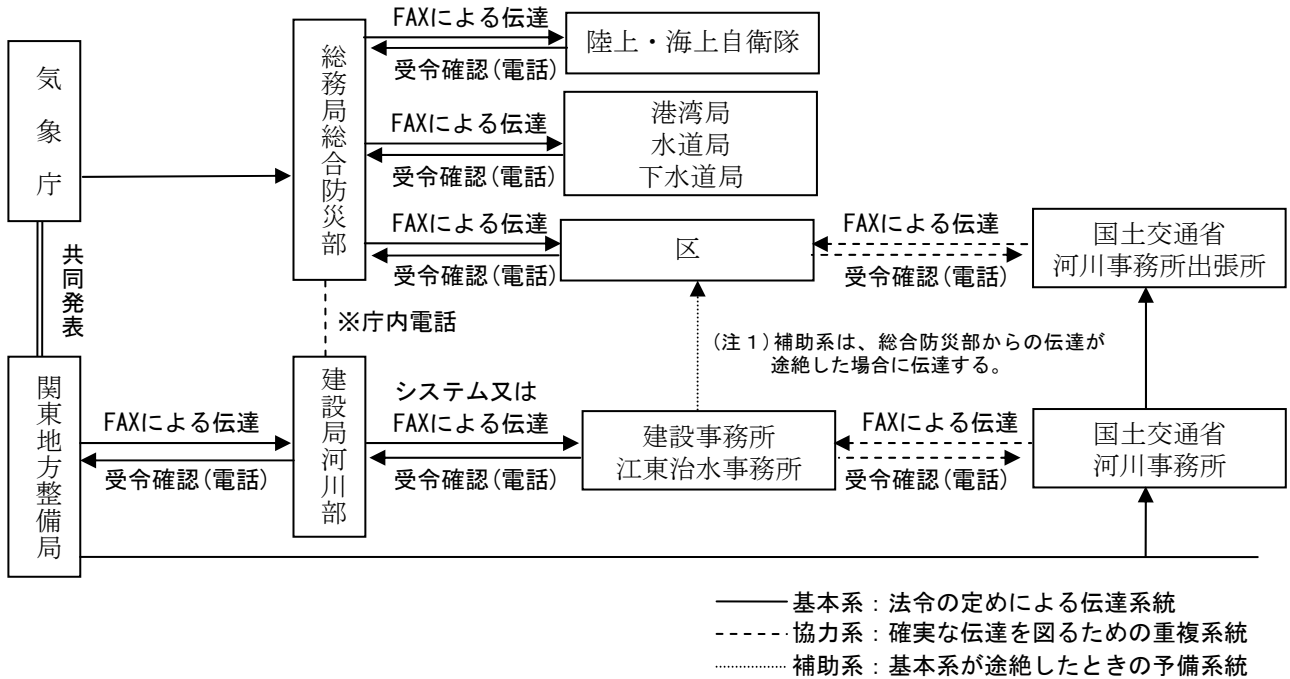 気象庁
総務局総合防災部
FAXによる伝達
受令確認(電話)
陸上・海上自衛隊
FAXによる伝達
受令確認(電話)
港湾局
水道局
下水道局
FAXによる伝達
受令確認(電話)
区
FAXによる伝達
受令確認(電話)
国土交通省
河川事務所出張所
共同発表
※庁内電話
(注1)補助系は、総合防災部からの伝達が
途絶した場合に伝達する。
関東地方整備局
FAXによる伝達
受令確認(電話)
建設局河川部
システム又は
FAXによる伝達
受令確認(電話)
建設事務所
江東治水事務所
FAXによる伝達
受令確認(電話)
国土交通省
河川事務所
基本系：法令の定めによる伝達系統
協力系：確実な伝達を図るための重複系統
補助系：基本系が途絶したときの予備系統